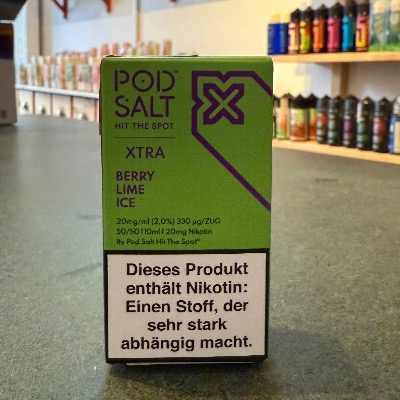 POD™
SALT
HIT THE SPOT
XTRA
BERRY
LIME
ICE
20mg/ml (2,0%) 330 µg/ZUG
50/50 | 10ml | 20mg Nikotin
By Pod Salt Hit The Spot®
Dieses Produkt
enthält Nikotin:
Einen Stoff, der
sehr stark
abhängig macht.